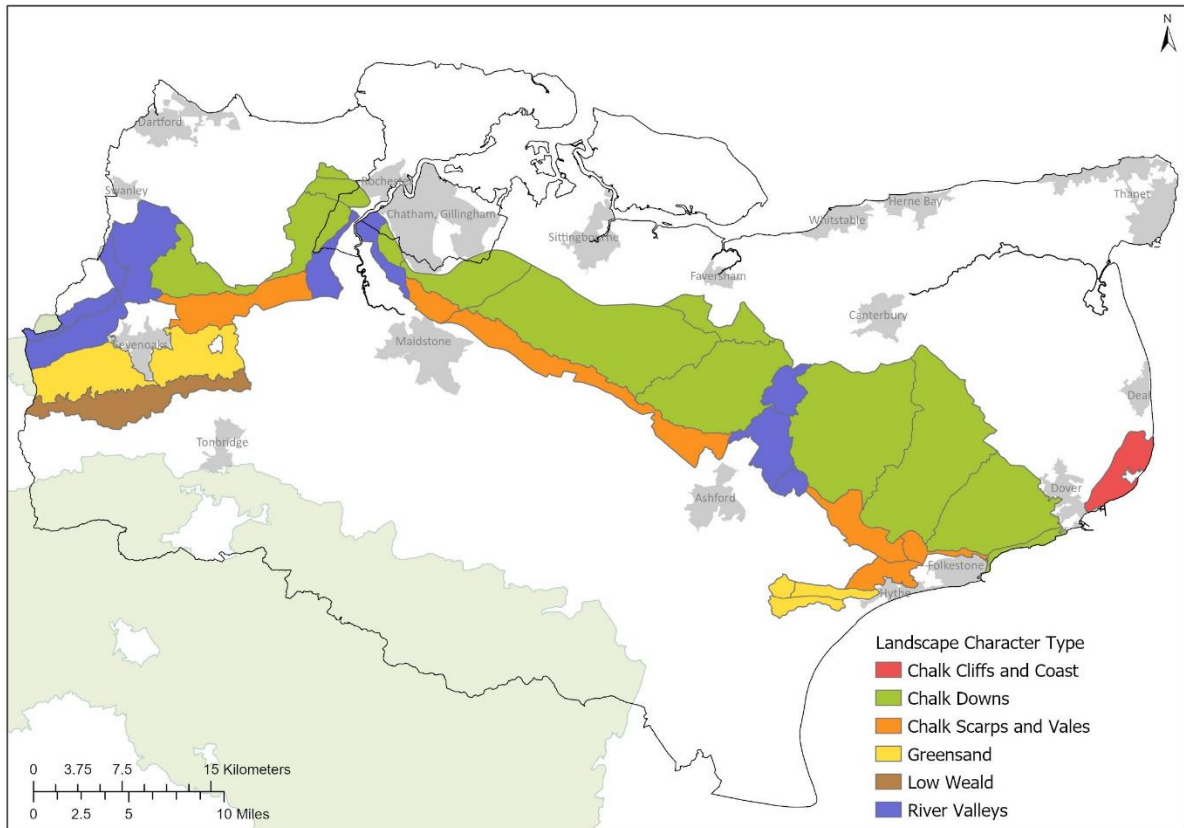 N
Dartford
Swanley
Rochester
Chatham, Gillingham
Sittingbourne
Whitstable
Herne Bay
Thanet
Faversham
Canterbury
Sevenoaks
Maidstone
Deal
Tonbridge
Ashford
Dover
Folkestone
Hythe
Landscape Character Type
Chalk Cliffs and Coast
Chalk Downs
Chalk Scarps and Vales
Greensand
Low Weald
River Valleys
0 3.75 7.5 15 Kilometers
0 2.5 5 10 Miles